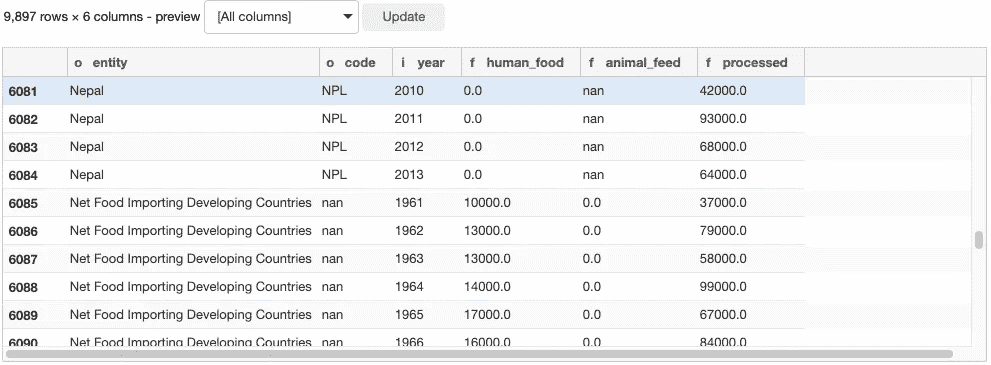 9,897 rows × 6 columns - preview [All columns] Update
o entity o code i year f human_food f animal_feed f processed
6081 Nepal NPL 2010 0.0 nan 42000.0
6082 Nepal NPL 2011 0.0 nan 93000.0
6083 Nepal NPL 2012 0.0 nan 68000.0
6084 Nepal NPL 2013 0.0 nan 64000.0
6085 Net Food Importing Developing Countries nan 1961 10000.0 0.0 37000.0
6086 Net Food Importing Developing Countries nan 1962 13000.0 0.0 79000.0
6087 Net Food Importing Developing Countries nan 1963 13000.0 0.0 58000.0
6088 Net Food Importing Developing Countries nan 1964 14000.0 0.0 99000.0
6089 Net Food Importing Developing Countries nan 1965 17000.0 0.0 67000.0
6090 Net Food Importing Developing Countries nan 1966 16000.0 0.0 84000.0